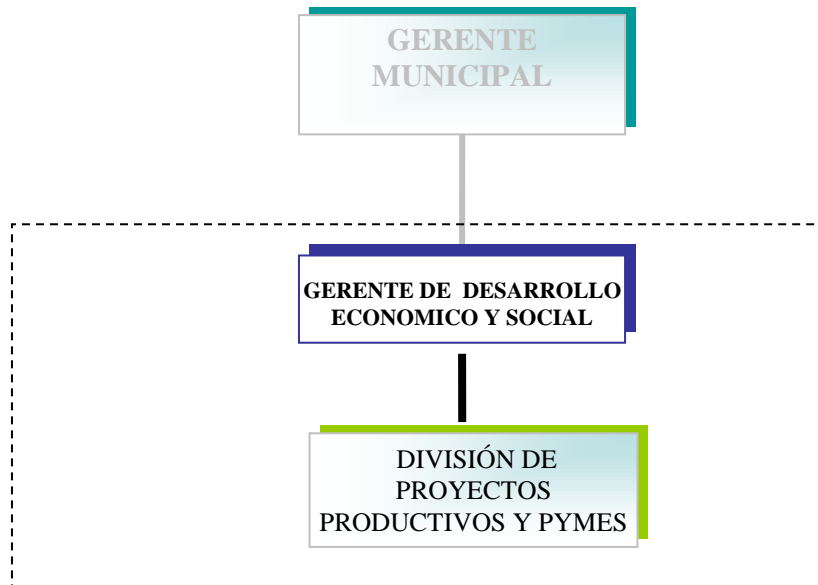 GERENTE
MUNICIPAL
GERENTE DE DESARROLLO
ECONOMICO Y SOCIAL
DIVISIÓN DE
PROYECTOS
PRODUCTIVOS Y PYMES